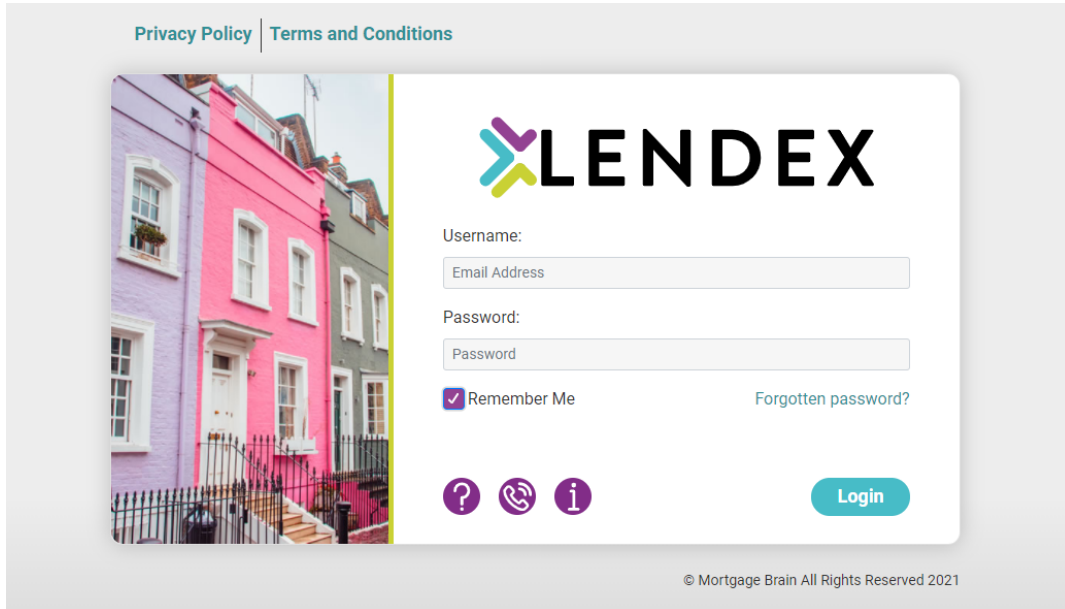 Privacy Policy Terms and Conditions
LENDEX
Username:
Email Address
Password:
Password
Remember Me Forgotten password?
Login
© Mortgage Brain All Rights Reserved 2021